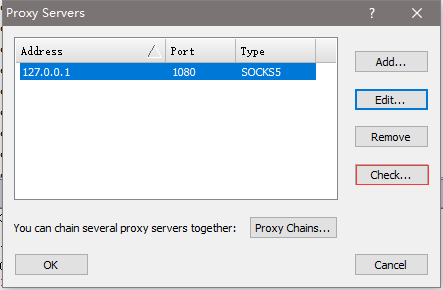 Proxy Servers
Address Port Type
127.0.0.1 1080 SOCKS5
Add...
Edit...
Remove
Check...
You can chain several proxy servers together: Proxy Chains...
OK Cancel